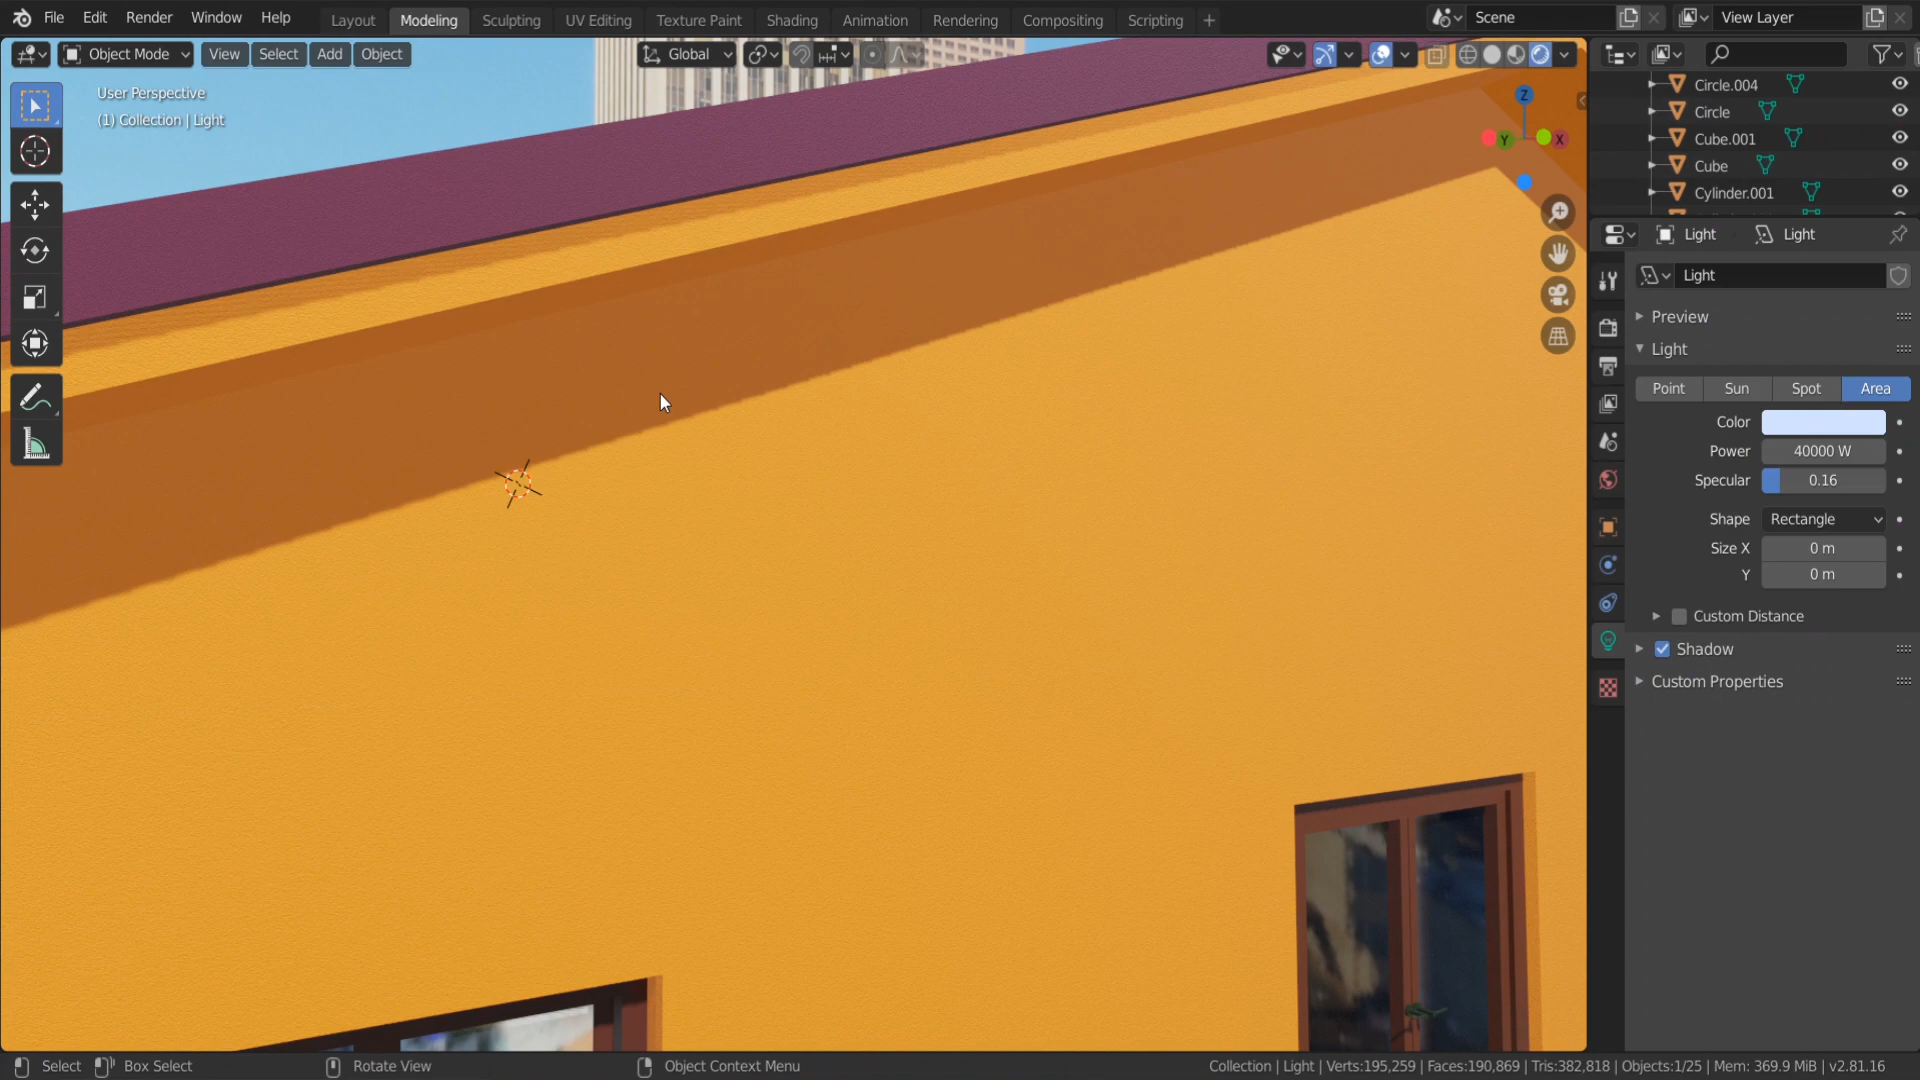 File Edit Render Window Help
Layout Modeling Sculpting UV Editing Texture Paint Shading Animation Rendering Compositing Scripting +
Scene
View Layer
Object Mode View Select Add Object
Global
User Perspective
(1) Collection | Light
Z
Y
X
Circle.004
Circle
Cube.001
Cube
Cylinder.001
Light Light
Light
Preview
Light
Point Sun Spot Area
Color
Power 40000 W
Specular 0.16
Shape Rectangle
Size X 0 m
Y 0 m
Custom Distance
Shadow
Custom Properties
Select Box Select Rotate View Object Context Menu
Collection | Light | Verts:195,259 | Faces:190,869 | Tris:382,818 | Objects:1/25 | Mem: 369.9 MiB | v2.81.16